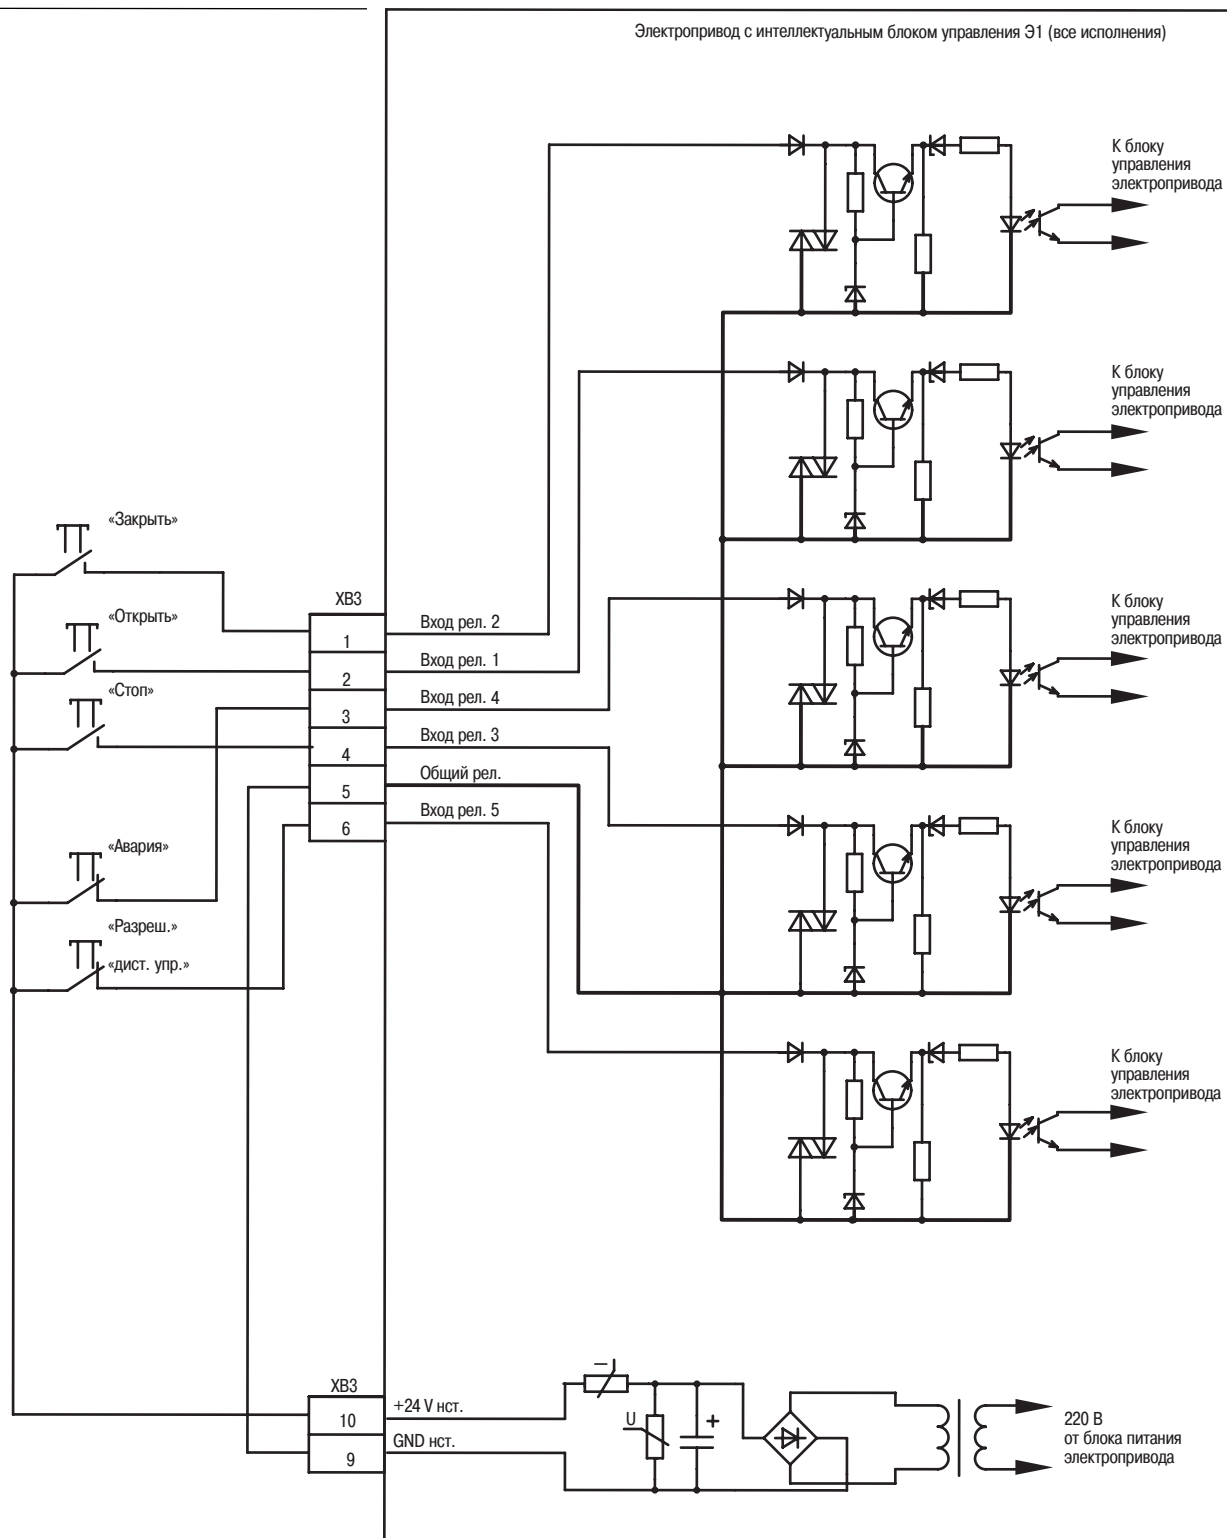 Электропривод с интеллектуальным блоком управления Э1 (все исполнения)
К блоку
управления
электропривода
К блоку
управления
электропривода
«Закрыть»
«Открыть»
«Стоп»
«Авария»
«Разреш.»
«дист. упр.»
XB3
1
2
3
4
5
6
Вход рел. 2
Вход рел. 1
Вход рел. 4
Вход рел. 3
Общий рел.
Вход рел. 5
К блоку
управления
электропривода
К блоку
управления
электропривода
К блоку
управления
электропривода
XB3
10
9
+24 V нст.
GND нст.
U
+
220 В
от блока питания
электропривода